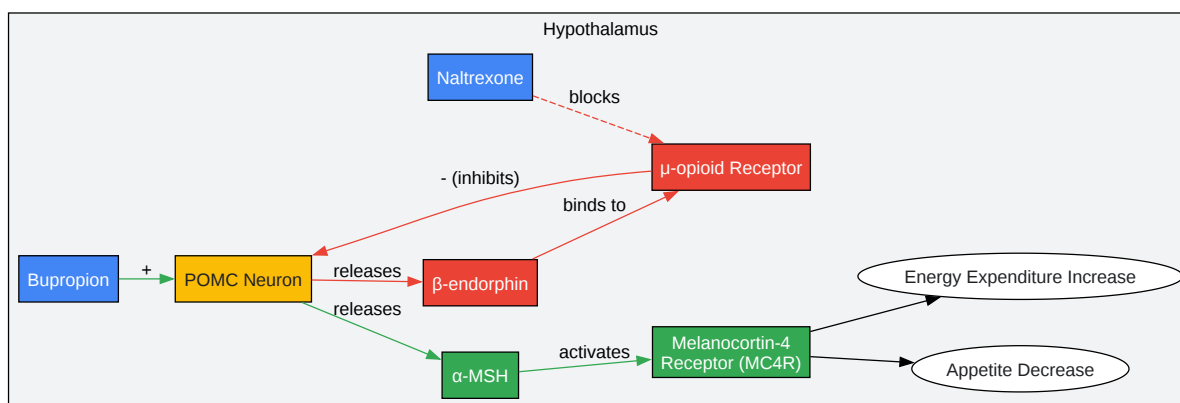 Hypothalamus
Naltrexone
blocks
μ-opioid Receptor
- (inhibits)
binds to
Bupropion
+
POMC Neuron
releases
β-endorphin
Energy Expenditure Increase
releases
α-MSH
activates
Melanocortin-4
Receptor (MC4R)
Appetite Decrease